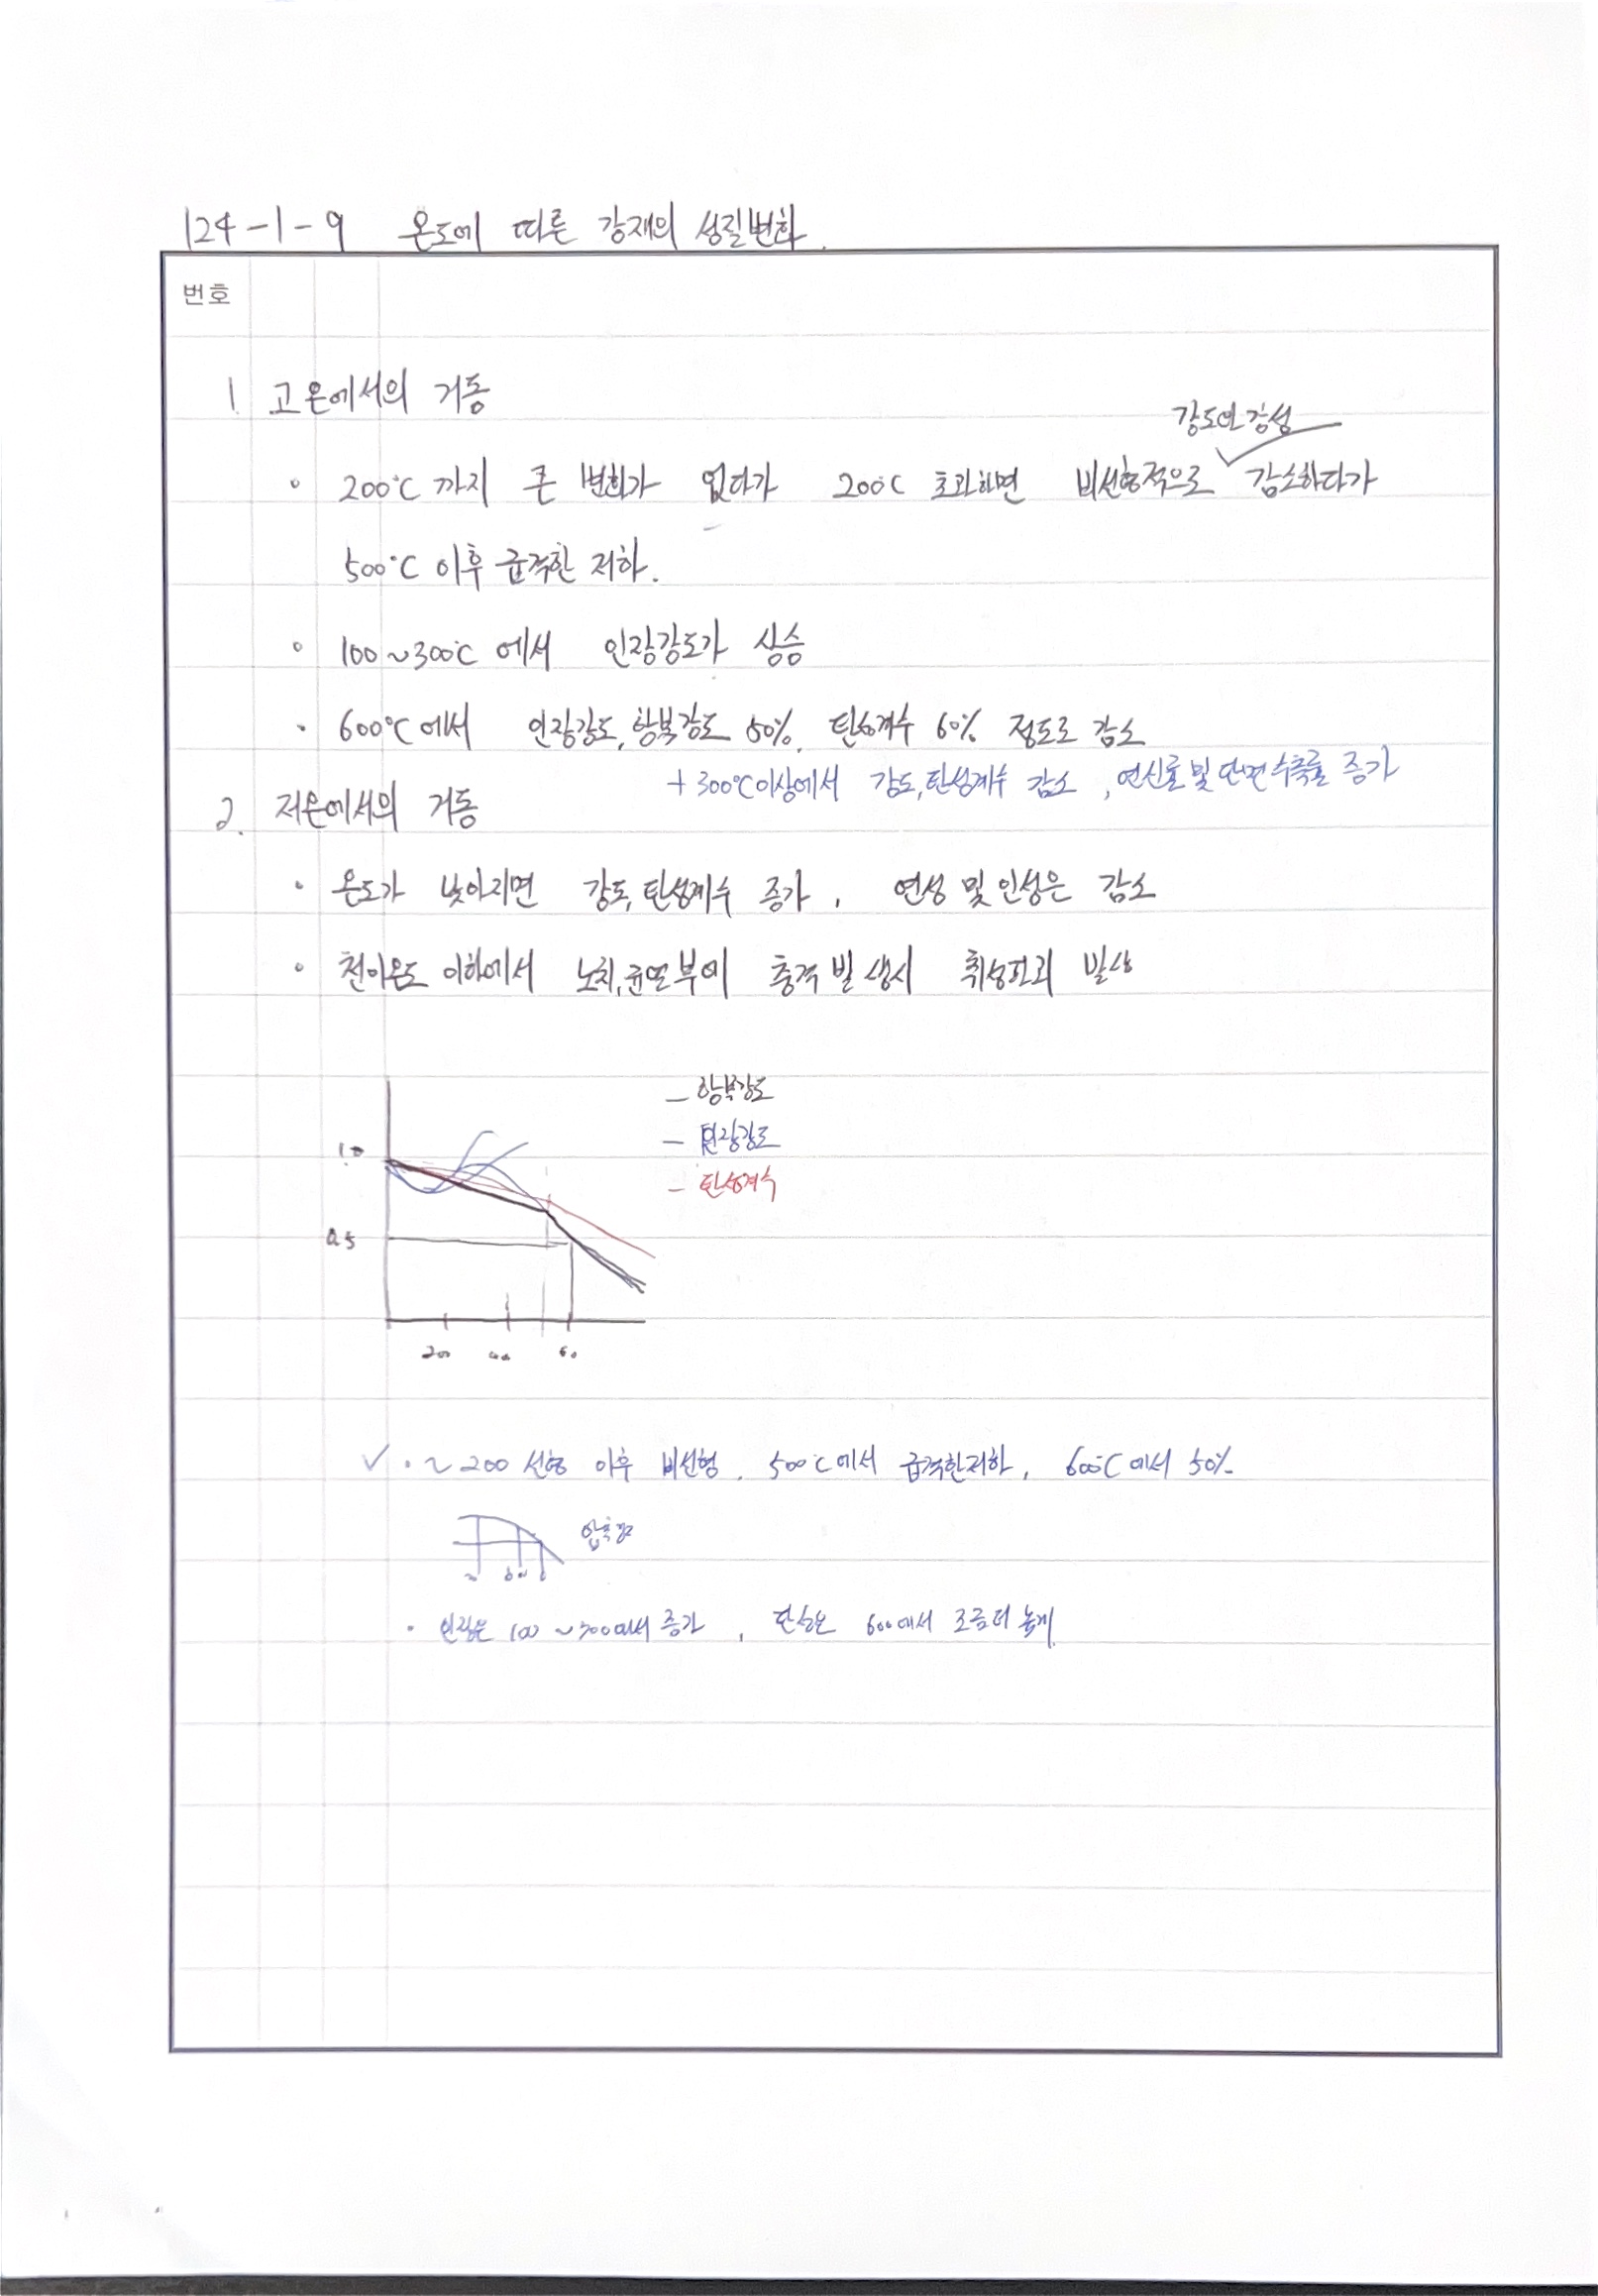 124-1-9 온도에 따른 강재의 성질변화.
번호
1. 고온에서의 거동
강도와 강성
◦ 200℃ 까지 큰 변화가 없다가 200℃ 초과하면 비선형적으로 감소하다가
500℃ 이후 급격한 저하.
◦ 100~300℃ 에서 인장강도가 상승
• 600℃에서 인장강도, 항복강도 50%, 탄성계수 60% 정도로 감소
+ 300℃이상에서 강도, 탄성계수 감소, 연신률 및 단면수축률 증가
2. 저온에서의 거동
• 온도가 낮아지면 강도, 탄성계수 증가, 연성 및 인성은 감소
• 천이온도 이하에서 노치, 균열부에 충격 발생시 취성파괴 발생
— 항복강도
1.0 — 인장강도
— 탄성계수
0.5
200 400 600
✓ • ~200 선형 이후 비선형. 500℃에서 급격한저하, 600℃에서 50%
• 인장은 100~300에서 증가, 탄성은 600에서 조금더 높게.